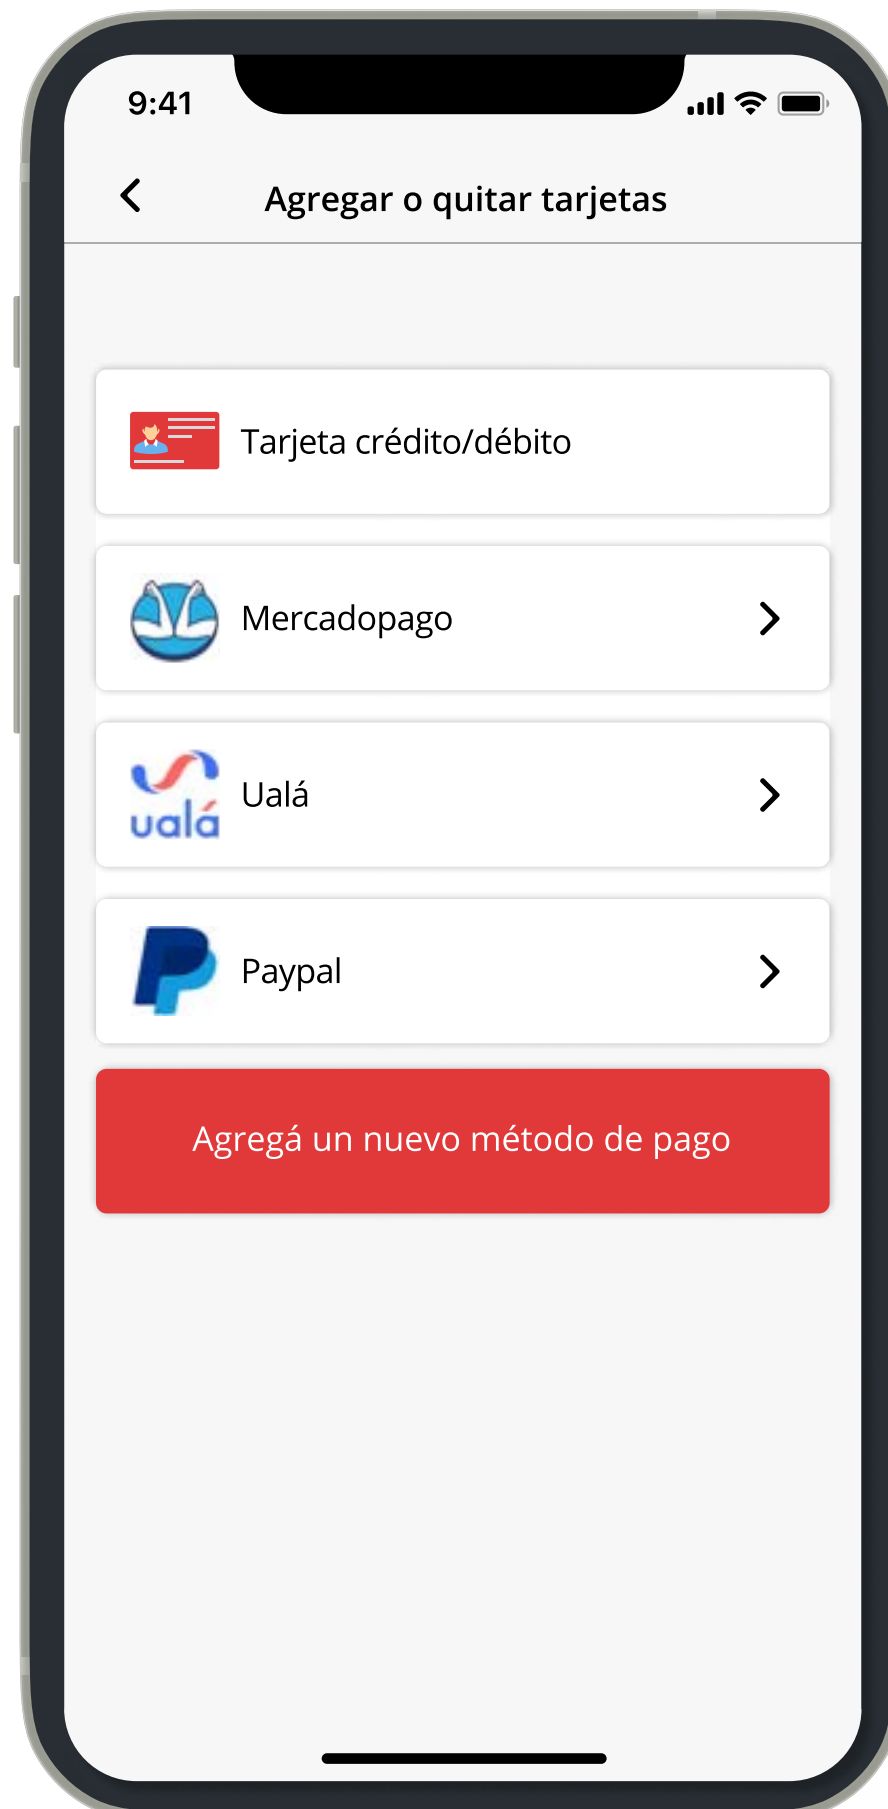 9:41
Agregar o quitar tarjetas
Tarjeta crédito/débito
Mercadopago
ualá
Ualá
Paypal
Agregá un nuevo método de pago